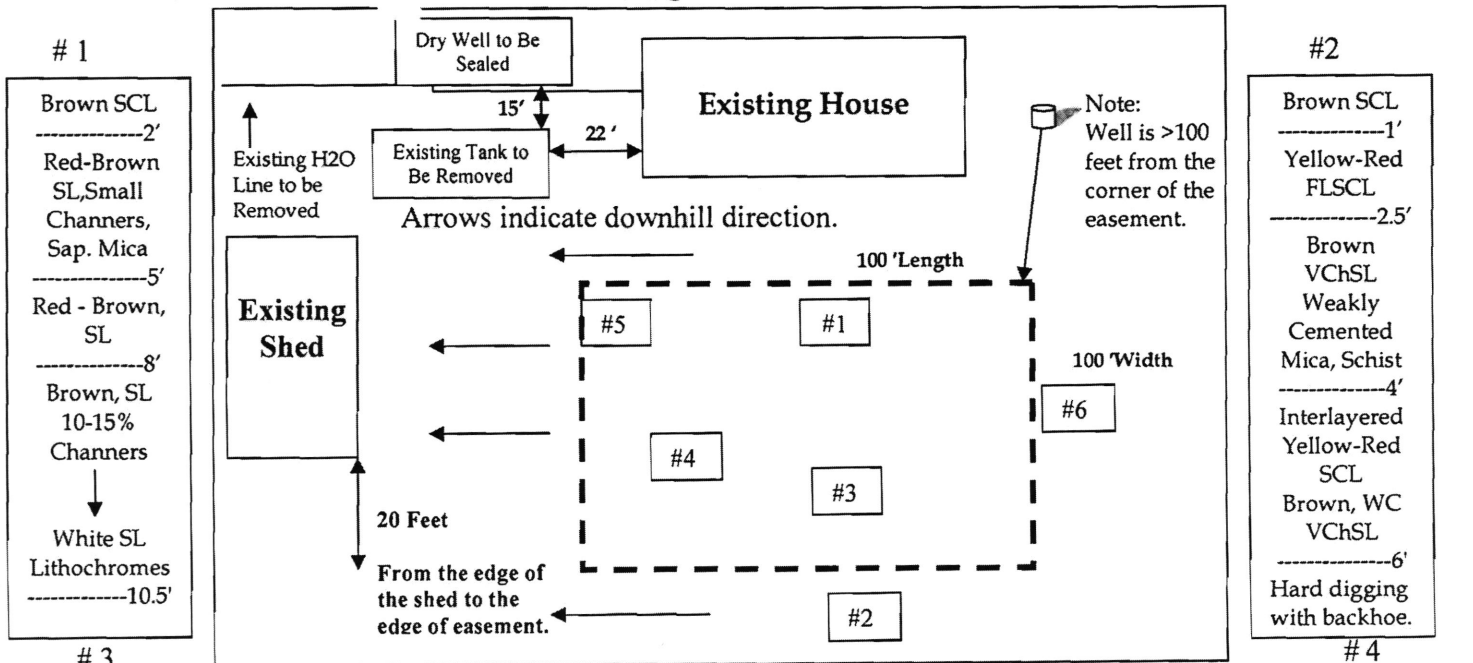 # 1
Brown SCL
--------------2'
Red-Brown
SL,Small
Channers,
Sap. Mica
--------------5'
Red - Brown,
SL
--------------8'
Brown, SL
10-15%
Channers
White SL
Lithochromes
-------------10.5'
# 3
Dry Well to Be
Sealed
15'
22 '
Existing Tank to
Be Removed
Existing H2O
Line to be
Removed
Existing House
Note:
Well is >100
feet from the
corner of the
easement.
Arrows indicate downhill direction.
100 'Length
Existing
Shed
#5
#1
100 'Width
#6
#4
#3
20 Feet
From the edge of
the shed to the
edge of easement.
#2
#2
Brown SCL
--------------1'
Yellow-Red
FLSCL
--------------2.5'
Brown
VChSL
Weakly
Cemented
Mica, Schist
--------------4'
Interlayered
Yellow-Red
SCL
Brown, WC
VChSL
--------------6'
Hard digging
with backhoe.
# 4